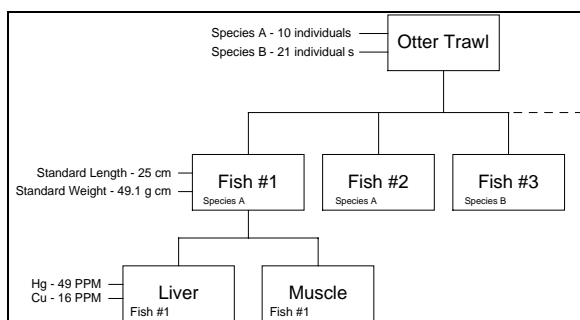 Species A - 10 individuals
Species B - 21 individual s
Otter Trawl
Standard Length - 25 cm
Standard Weight - 49.1 g cm
Fish #1
Species A
Fish #2
Species A
Fish #3
Species B
Hg - 49 PPM
Cu - 16 PPM
Liver
Fish #1
Muscle
Fish #1